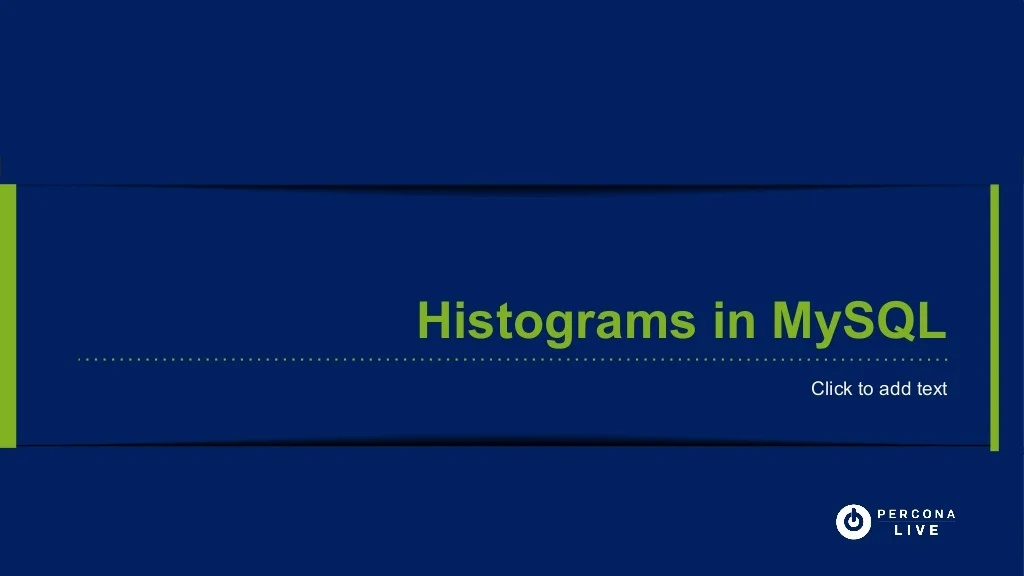 Histograms in MySQL
Click to add text
PERCONA
LIVE